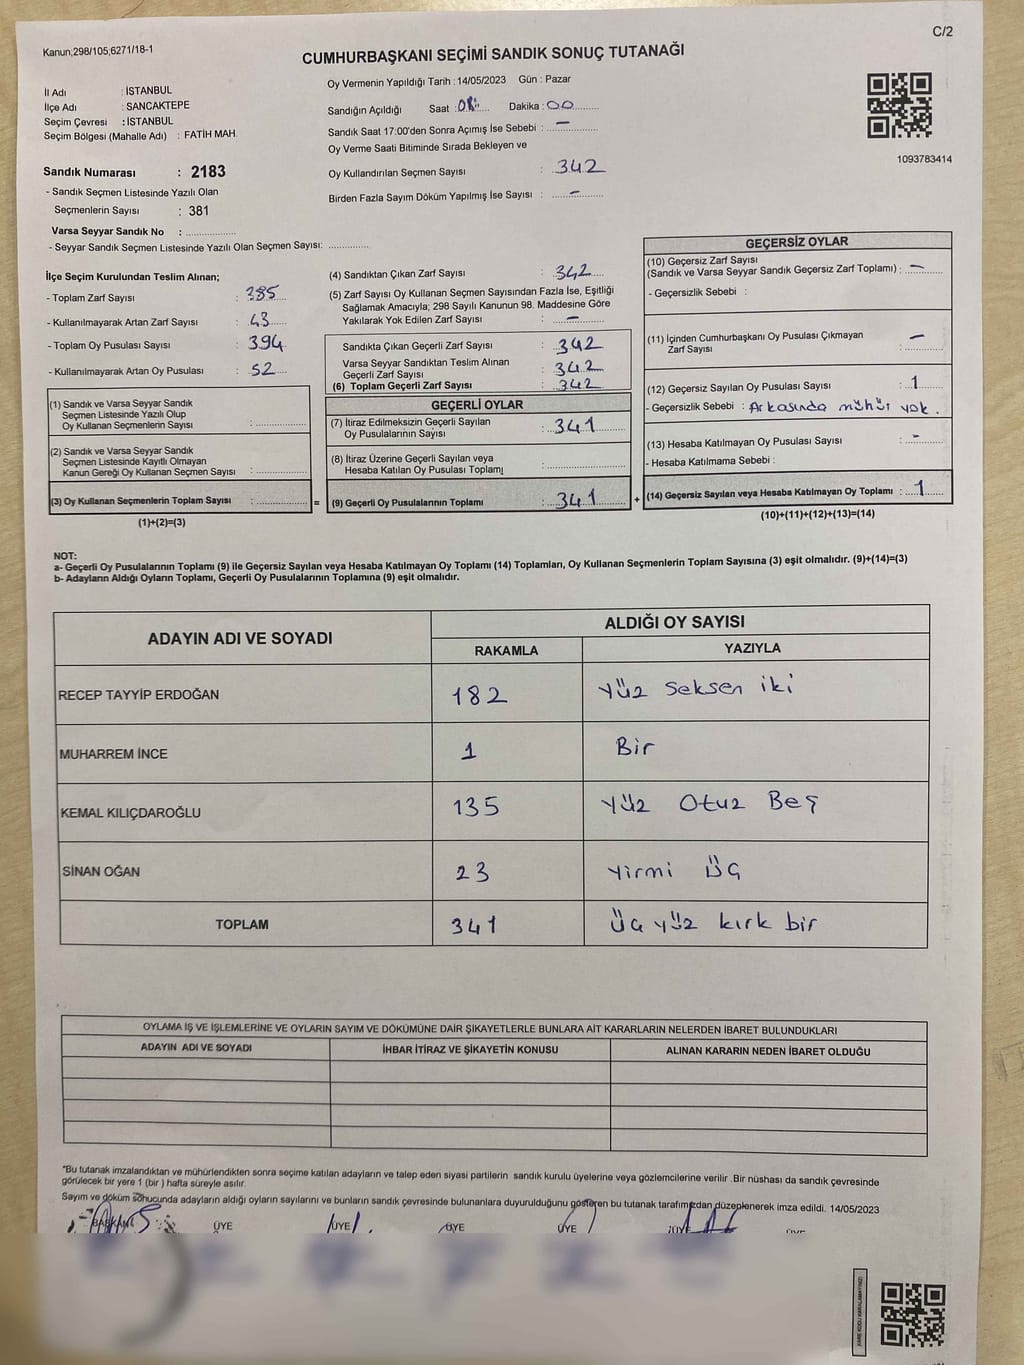 Kanun;298/105;6271/18-1
C/2
CUMHURBAŞKANI SEÇİMİ SANDIK SONUÇ TUTANAĞI
İl Adı : İSTANBUL
İlçe Adı : SANCAKTEPE
Seçim Çevresi : İSTANBUL
Seçim Bölgesi (Mahalle Adı) : FATİH MAH.
Sandık Numarası : 2183
- Sandık Seçmen Listesinde Yazılı Olan
Seçmenlerin Sayısı : 381
Varsa Seyyar Sandık No : ..................
- Seyyar Sandık Seçmen Listesinde Yazılı Olan Seçmen Sayısı: ..............
Oy Vermenin Yapıldığı Tarih : 14/05/2023 Gün : Pazar
Sandığın Açıldığı Saat : 08 Dakika : 00
Sandık Saat 17:00'den Sonra Açımış İse Sebebi : —
Oy Verme Saati Bitiminde Sırada Bekleyen ve
Oy Kullandırılan Seçmen Sayısı : 342
Birden Fazla Sayım Döküm Yapılmış İse Sayısı : —
1093783414
İlçe Seçim Kurulundan Teslim Alınan;
- Toplam Zarf Sayısı : 385
- Kullanılmayarak Artan Zarf Sayısı : 43
- Toplam Oy Pusulası Sayısı : 394
- Kullanılmayarak Artan Oy Pusulası : 52
(1) Sandık ve Varsa Seyyar Sandık
Seçmen Listesinde Yazılı Olup
Oy Kullanan Seçmenlerin Sayısı : ..............
(2) Sandık ve Varsa Seyyar Sandık
Seçmen Listesinde Kayıtlı Olmayan
Kanun Gereği Oy Kullanan Seçmen Sayısı : ..............
(3) Oy Kullanan Seçmenlerin Toplam Sayısı : ..............
(1)+(2)=(3)
=
(4) Sandıktan Çıkan Zarf Sayısı : 342
(5) Zarf Sayısı Oy Kullanan Seçmen Sayısından Fazla İse, Eşitliği
Sağlamak Amacıyla; 298 Sayılı Kanunun 98. Maddesine Göre
Yakılarak Yok Edilen Zarf Sayısı : —
Sandıkta Çıkan Geçerli Zarf Sayısı : 342
Varsa Seyyar Sandıktan Teslim Alınan
Geçerli Zarf Sayısı : 342
(6) Toplam Geçerli Zarf Sayısı : 342
GEÇERLİ OYLAR
(7) İtiraz Edilmeksizin Geçerli Sayılan
Oy Pusulalarının Sayısı : 341
(8) İtiraz Üzerine Geçerli Sayılan veya
Hesaba Katılan Oy Pusulası Toplamı : ..............
(9) Geçerli Oy Pusulalarının Toplamı : 341
+
GEÇERSİZ OYLAR
(10) Geçersiz Zarf Sayısı
(Sandık ve Varsa Seyyar Sandık Geçersiz Zarf Toplamı) : —
- Geçersizlik Sebebi :
(11) İçinden Cumhurbaşkanı Oy Pusulası Çıkmayan
Zarf Sayısı : —
(12) Geçersiz Sayılan Oy Pusulası Sayısı : 1
- Geçersizlik Sebebi : Arkasında mühür yok.
(13) Hesaba Katılmayan Oy Pusulası Sayısı : -
- Hesaba Katılmama Sebebi :
(14) Geçersiz Sayılan veya Hesaba Katılmayan Oy Toplamı : 1
(10)+(11)+(12)+(13)=(14)
NOT:
a- Geçerli Oy Pusulalarının Toplamı (9) ile Geçersiz Sayılan veya Hesaba Katılmayan Oy Toplamı (14) Toplamları, Oy Kullanan Seçmenlerin Toplam Sayısına (3) eşit olmalıdır. (9)+(14)=(3)
b- Adayların Aldığı Oyların Toplamı, Geçerli Oy Pusulalarının Toplamına (9) eşit olmalıdır.
ADAYIN ADI VE SOYADI
ALDIĞI OY SAYISI
RAKAMLA YAZIYLA
RECEP TAYYİP ERDOĞAN 182 Yüz Seksen iki
MUHARREM İNCE 1 Bir
KEMAL KILIÇDAROĞLU 135 Yüz Otuz Beş
SİNAN OĞAN 23 Yirmi Üç
TOPLAM 341 Üç yüz kırk bir
OYLAMA İŞ VE İŞLEMLERİNE VE OYLARIN SAYIM VE DÖKÜMÜNE DAİR ŞİKAYETLERLE BUNLARA AİT KARARLARIN NELERDEN İBARET BULUNDUKLARI
ADAYIN ADI VE SOYADI İHBAR İTİRAZ VE ŞİKAYETİN KONUSU ALINAN KARARIN NEDEN İBARET OLDUĞU
"Bu tutanak imzalandıktan ve mühürlendikten sonra seçime katılan adayların ve talep eden siyasi partilerin sandık kurulu üyelerine veya gözlemcilerine verilir .Bir nüshası da sandık çevresinde
görülecek bir yere 1 (bir ) hafta süreyle asılır.
Sayım ve döküm sonucunda adayların aldığı oyların sayılarını ve bunların sandık çevresinde bulunanlara duyurulduğunu gösteren bu tutanak tarafımızdan düzenlenerek imza edildi. 14/05/2023
BAŞKAN ÜYE ÜYE ÜYE ÜYE ÜYE ÜYE